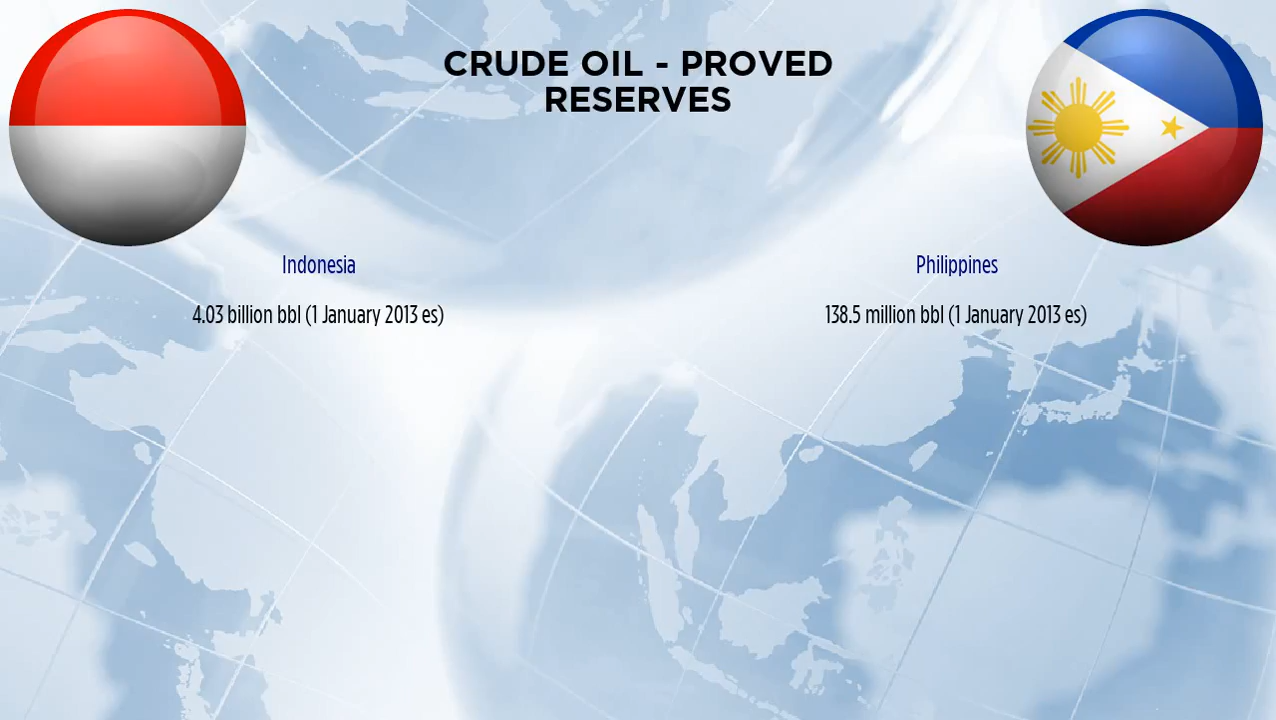 CRUDE OIL - PROVED
RESERVES
Indonesia
Philippines
4.03 billion bbl (1 January 2013 es)
138.5 million bbl (1 January 2013 es)